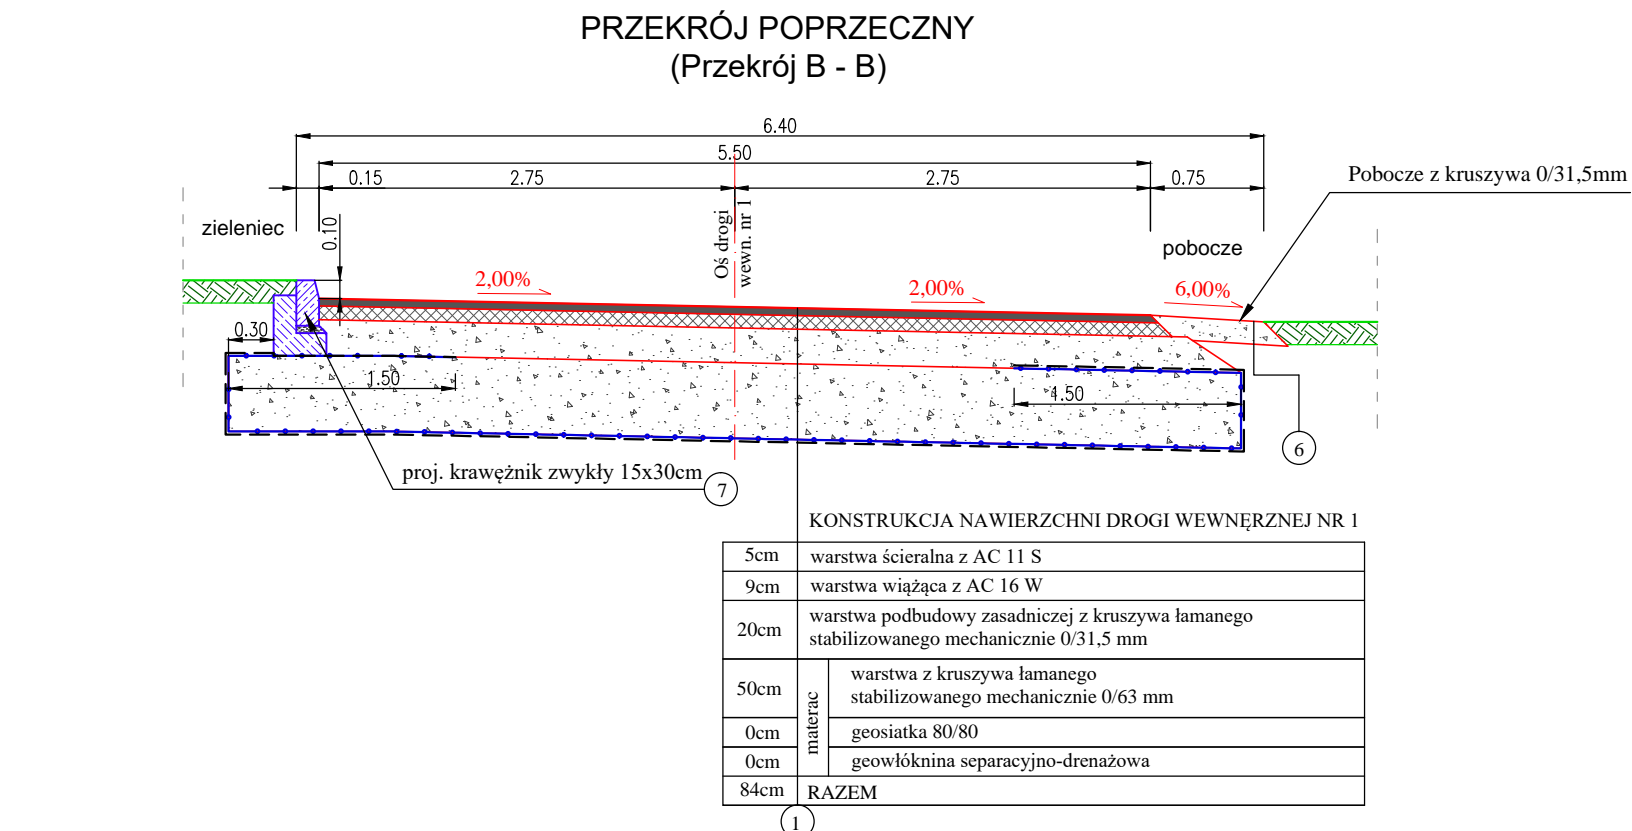 PRZEKRÓJ POPRZECZNY
(Przekrój B - B)
6.40
5.50
0.15 2.75 2.75 0.75
Pobocze z kruszywa 0/31,5mm
zieleniec
0.10
Oś drogi
wewn. nr 1
pobocze
2,00%
2,00%
6,00%
0.30
1.50
1.50
6
proj. krawężnik zwykły 15x30cm
7
KONSTRUKCJA NAWIERZCHNI DROGI WEWNĘRZNEJ NR 1
5cm warstwa ścieralna z AC 11 S
9cm warstwa wiążąca z AC 16 W
20cm warstwa podbudowy zasadniczej z kruszywa łamanego
stabilizowanego mechanicznie 0/31,5 mm
materac
50cm warstwa z kruszywa łamanego
stabilizowanego mechanicznie 0/63 mm
0cm geosiatka 80/80
0cm geowłóknina separacyjno-drenażowa
84cm RAZEM
1